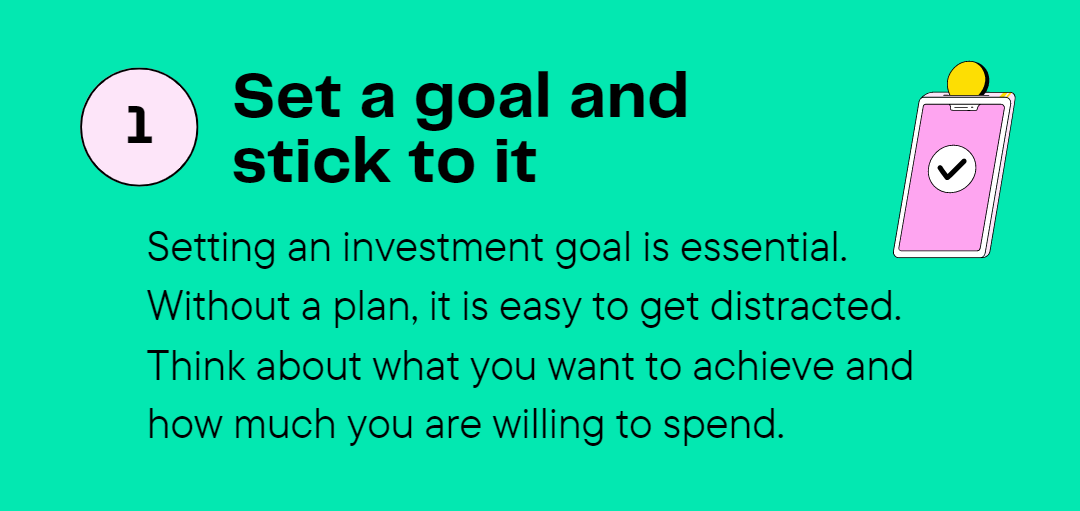 1
Set a goal and
stick to it
Setting an investment goal is essential.
Without a plan, it is easy to get distracted.
Think about what you want to achieve and
how much you are willing to spend.